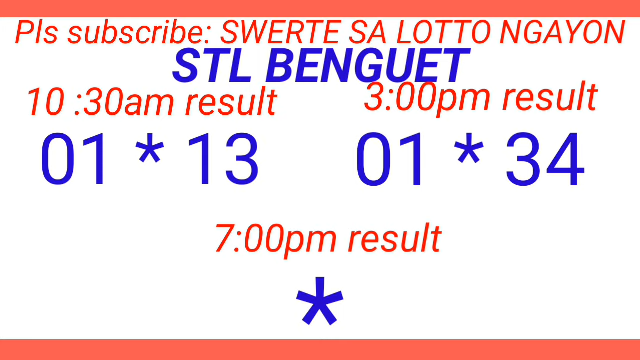 Pls subscribe: SWERTE SA LOTTO NGAYON
STL BENGUET
10 :30am result
3:00pm result
01 * 13
01 * 34
7:00pm result
*